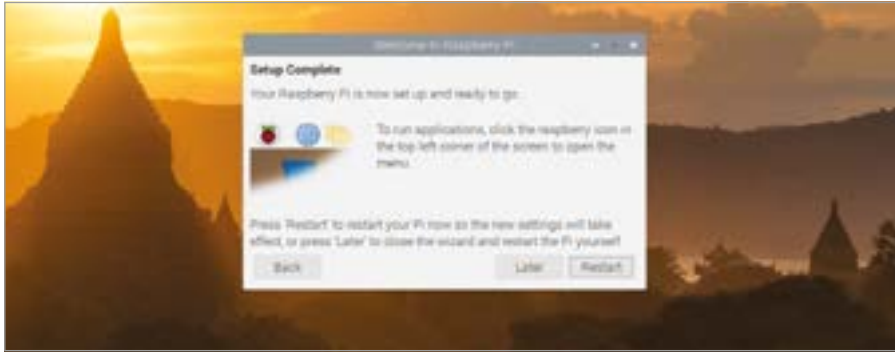 Welcome to Raspberry Pi
Setup Complete
Your Raspberry Pi is now set up and ready to go.
To run applications, click the raspberry icon in
the top left corner of the screen to open the
menu.
Press 'Restart' to restart your Pi now so the new settings will take
effect, or press 'Later' to close the wizard and restart the Pi yourself.
Back
Later
Restart